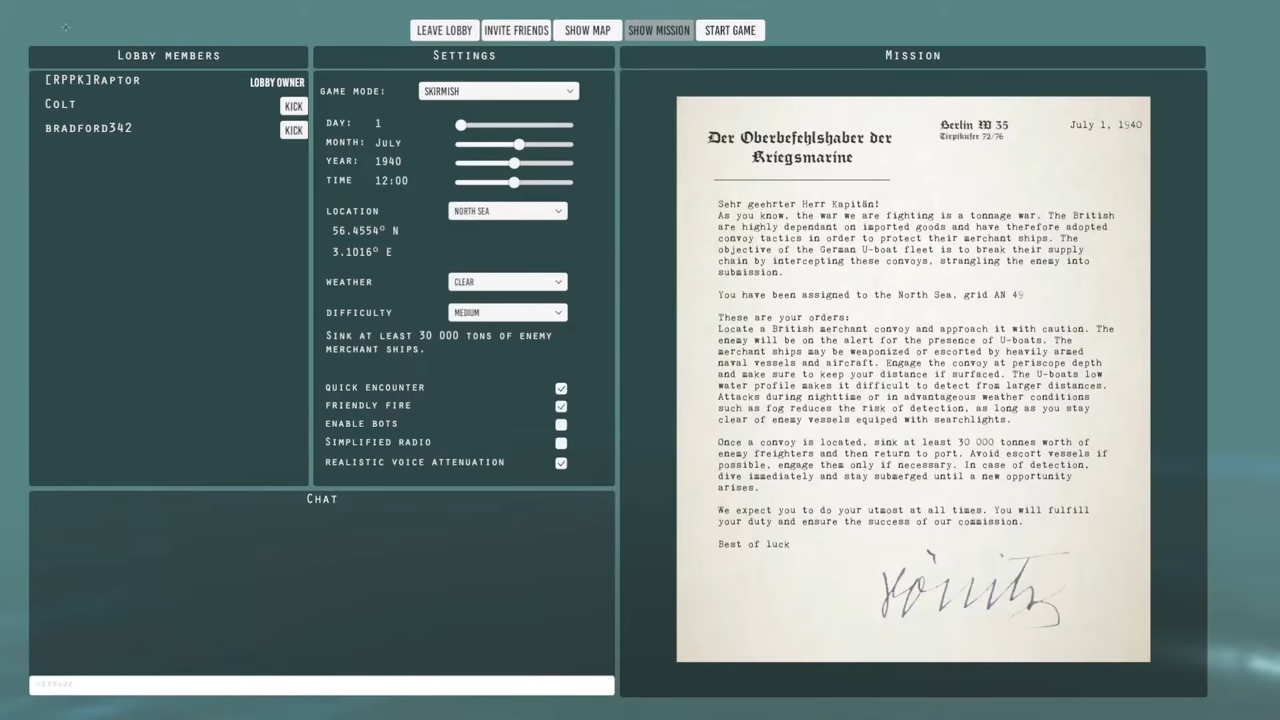 LEAVE LOBBY INVITE FRIENDS SHOW MAP SHOW MISSION START GAME
LOBBY MEMBERS
[RPPK]RAPTOR LOBBY OWNER
COLT KICK
BRADFORD342 KICK
SETTINGS
GAME MODE: SKIRMISH
DAY: 1
MONTH: JULY
YEAR: 1940
TIME 12:00
LOCATION NORTH SEA
56.4554° N
3.1016° E
WEATHER CLEAR
DIFFICULTY MEDIUM
SINK AT LEAST 30 000 TONS OF ENEMY
MERCHANT SHIPS.
QUICK ENCOUNTER
FRIENDLY FIRE
ENABLE BOTS
SIMPLIFIED RADIO
REALISTIC VOICE ATTENUATION
CHAT
MISSION
Der Oberbefehlshaber der
Kriegsmarine
Berlin W 35
Tirpitzufer 72/76
July 1, 1940
Sehr geehrter Herr Kapitän!
As you know, the war we are fighting is a tonnage war. The British
are highly dependant on imported goods and have therefore adopted
convoy tactics in order to protect their merchant ships. The
objective of the German U-boat fleet is to break their supply
chain by intercepting these convoys, strangling the enemy into
submission.
You have been assigned to the North Sea, grid AN 49
These are your orders:
Locate a British merchant convoy and approach it with caution. The
enemy will be on the alert for the presence of U-boats. The
merchant ships may be weaponized or escorted by heavily armed
naval vessels and aircraft. Engage the convoy at periscope depth
and make sure to keep your distance if surfaced. The U-boats low
water profile makes it difficult to detect from larger distances.
Attacks during nighttime or in advantageous weather conditions
such as fog reduces the risk of detection, as long as you stay
clear of enemy vessels equiped with searchlights.
Once a convoy is located, sink at least 30 000 tonnes worth of
enemy freighters and then return to port. Avoid escort vessels if
possible, engage them only if necessary. In case of detection,
dive immediately and stay submerged until a new opportunity
arises.
We expect you to do your utmost at all times. You will fulfill
your duty and ensure the success of our commission.
Best of luck
Dönitz